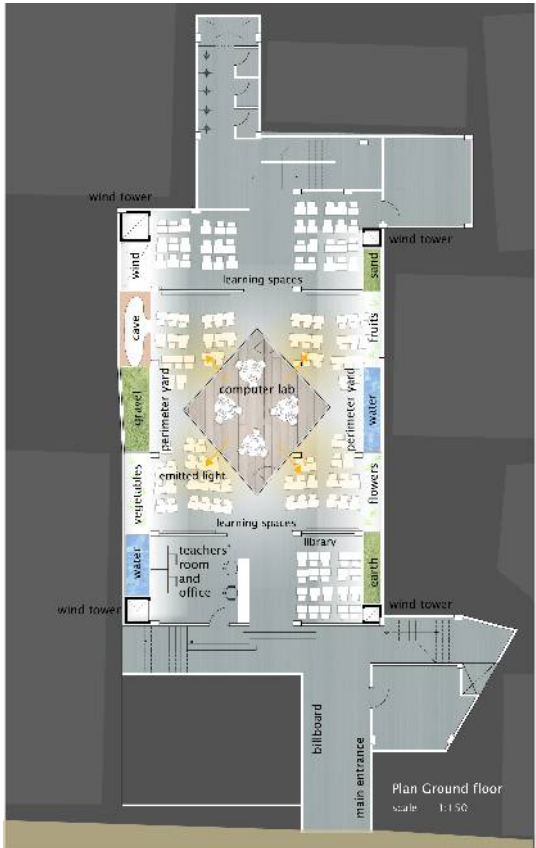 wind tower
wind tower
wind
sand
learning spaces
cave
fruits
computer lab
gravel
perimeter yard
perimeter yard
water
emitted light
vegetables
flowers
learning spaces
library
water
teachers'
room
and
office
earth
wind tower
wind tower
billboard
main entrance
Plan Ground floor
scale 1:150